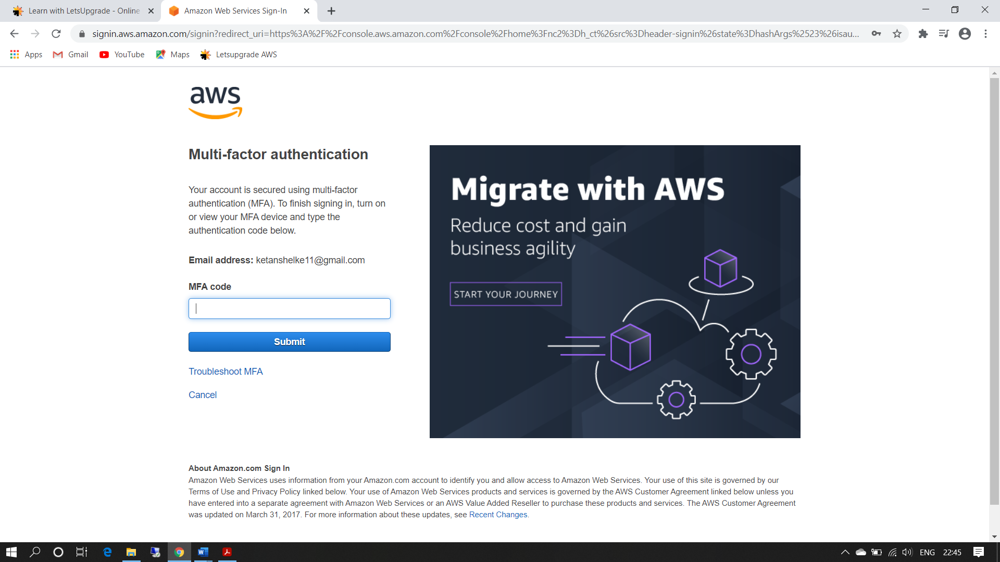 Learn with LetsUpgrade - Online
Amazon Web Services Sign-In
signin.aws.amazon.com/signin?redirect_uri=https%3A%2F%2Fconsole.aws.amazon.com%2Fconsole%2Fhome%3Fnc2%3Dh_ct%26src%3Dheader-signin%26state%3DhashArgs%2523%26isau...
Apps
Gmail
YouTube
Maps
Letsupgrade AWS
aws
Multi-factor authentication
Your account is secured using multi-factor
authentication (MFA). To finish signing in, turn on
or view your MFA device and type the
authentication code below.
Email address: ketanshelke11@gmail.com
MFA code
Submit
Troubleshoot MFA
Cancel
Migrate with AWS
Reduce cost and gain
business agility
START YOUR JOURNEY
About Amazon.com Sign In
Amazon Web Services uses information from your Amazon.com account to identify you and allow access to Amazon Web Services. Your use of this site is governed by our
Terms of Use and Privacy Policy linked below. Your use of Amazon Web Services products and services is governed by the AWS Customer Agreement linked below unless you
have entered into a separate agreement with Amazon Web Services or an AWS Value Added Reseller to purchase these products and services. The AWS Customer Agreement
was updated on March 31, 2017. For more information about these updates, see Recent Changes.
ENG
22:45